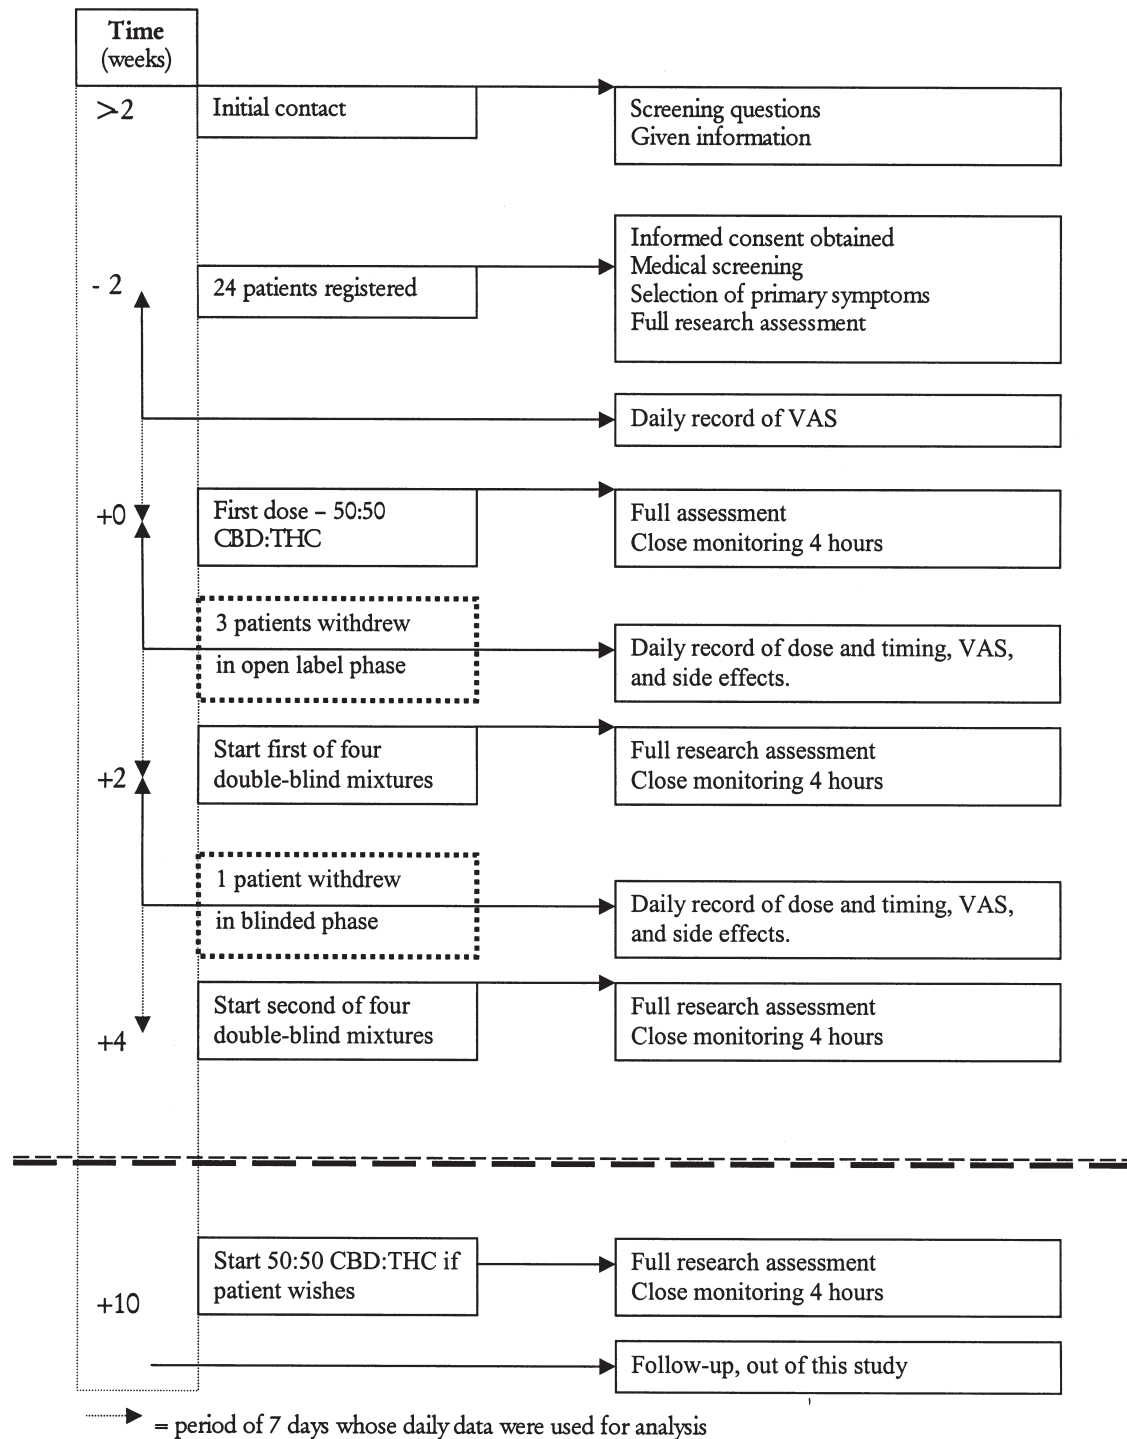 Time
(weeks)
>2
Initial contact
Screening questions
Given information
- 2
24 patients registered
Informed consent obtained
Medical screening
Selection of primary symptoms
Full research assessment
Daily record of VAS
+0
First dose – 50:50
CBD:THC
Full assessment
Close monitoring 4 hours
3 patients withdrew
in open label phase
Daily record of dose and timing, VAS,
and side effects.
+2
Start first of four
double-blind mixtures
Full research assessment
Close monitoring 4 hours
1 patient withdrew
in blinded phase
Daily record of dose and timing, VAS,
and side effects.
+4
Start second of four
double-blind mixtures
Full research assessment
Close monitoring 4 hours
+10
Start 50:50 CBD:THC if
patient wishes
Full research assessment
Close monitoring 4 hours
Follow-up, out of this study
= period of 7 days whose daily data were used for analysis